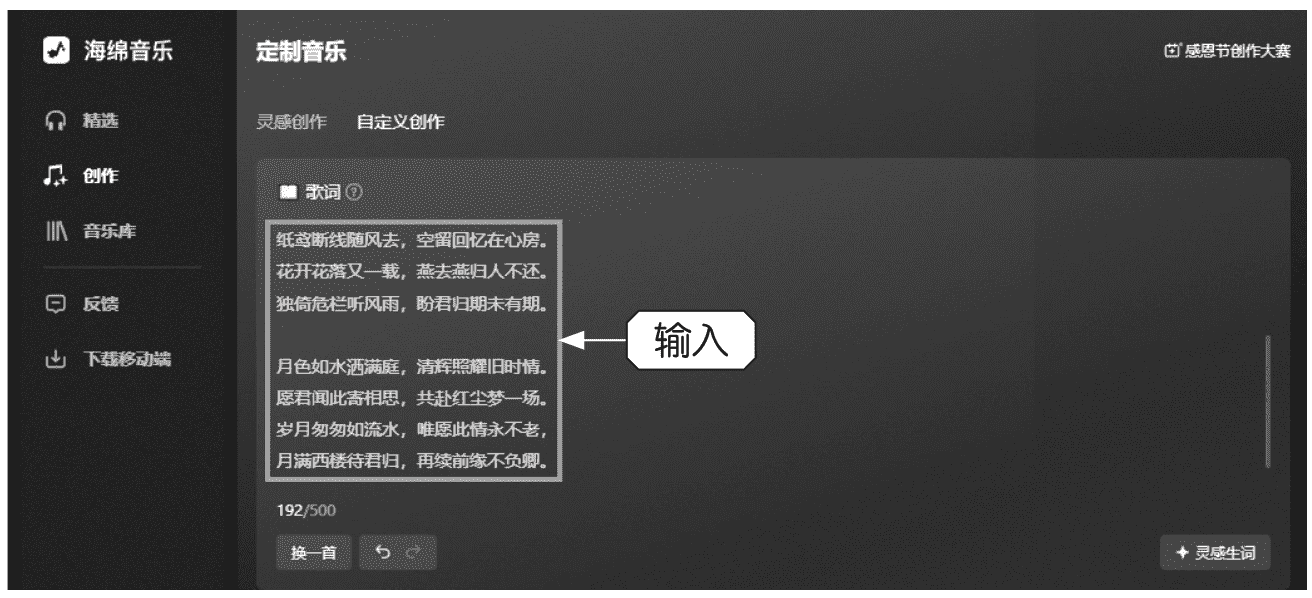 海绵音乐
定制音乐
感恩节创作大赛
精选
灵感创作 自定义创作
创作
歌词
音乐库
纸鸢断线随风去，空留回忆在心房。
花开花落又一载，燕去燕归人不还。
独倚危栏听风雨，盼君归期未有期。
反馈
输入
下载移动端
月色如水洒满庭，清辉照耀旧时情。
愿君闻此寄相思，共赴红尘梦一场。
岁月匆匆如流水，唯愿此情永不老，
月满西楼待君归，再续前缘不负卿。
192/500
换一首
灵感生词